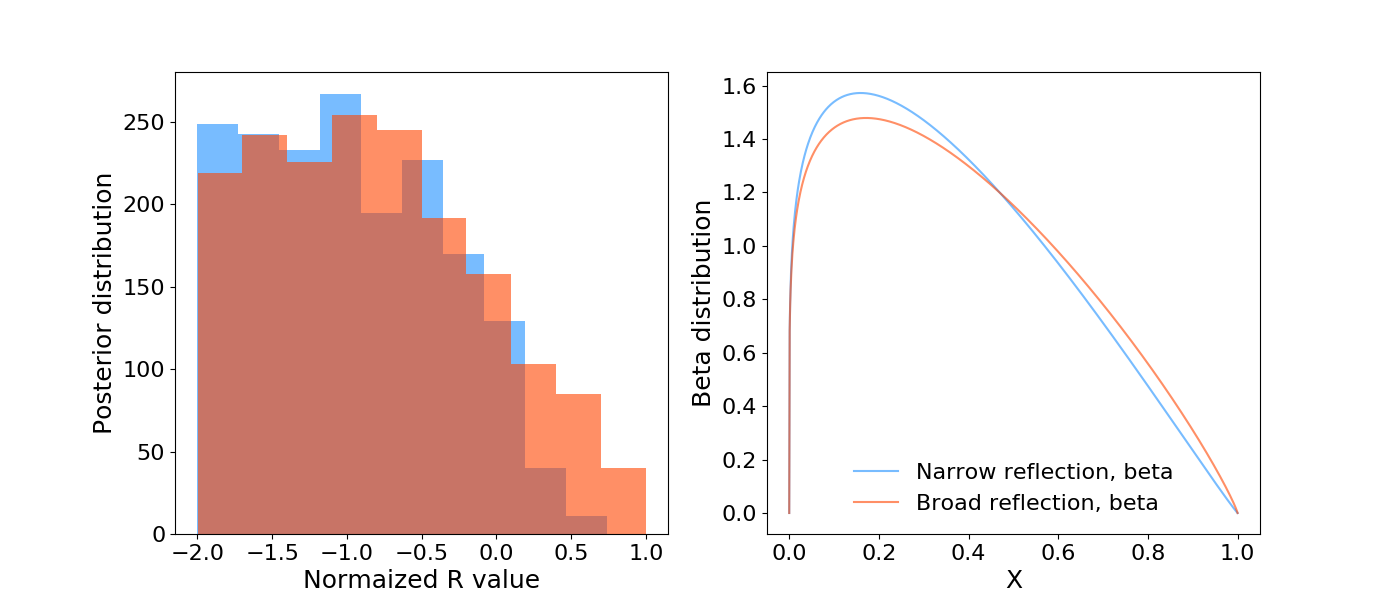 Posterior distribution
250
200
150
100
50
0
−2.0 −1.5 −1.0 −0.5 0.0 0.5 1.0
Normaized R value
Beta distribution
1.6
1.4
1.2
1.0
0.8
0.6
0.4
0.2
0.0
Narrow reflection, beta
Broad reflection, beta
0.0 0.2 0.4 0.6 0.8 1.0
X